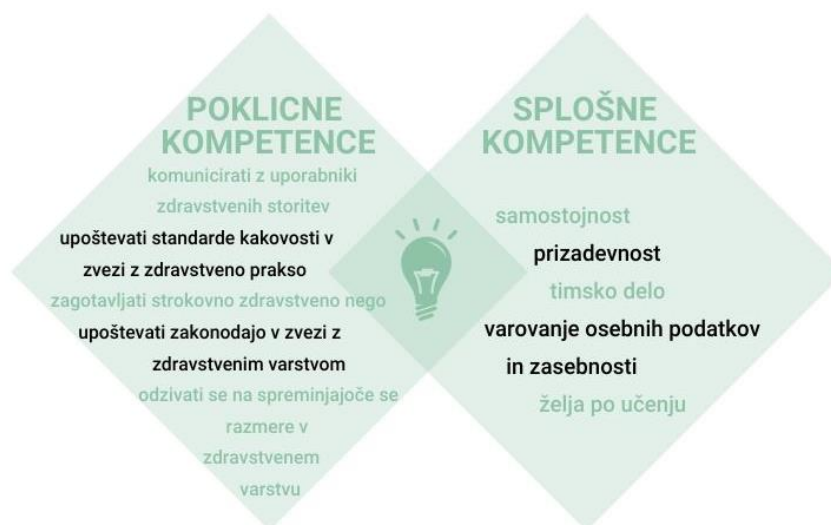 POKLICNE
KOMPETENCE
komunicirati z uporabniki
zdravstvenih storitev
upoštevati standarde kakovosti v
zvezi z zdravstveno prakso
zagotavljati strokovno zdravstveno nego
upoštevati zakonodajo v zvezi z
zdravstvenim varstvom
odzivati se na spreminjajoče se
razmere v
zdravstvenem
varstvu
SPLOŠNE
KOMPETENCE
samostojnost
prizadevnost
timsko delo
varovanje osebnih podatkov
in zasebnosti
želja po učenju